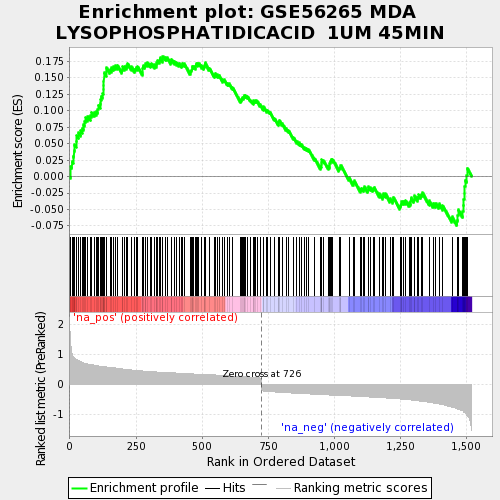 Enrichment plot: GSE56265 MDA
LYSOPHOSPHATIDICACID  1UM 45MIN
Enrichment score (ES)
0.175
0.150
0.125
0.100
0.075
0.050
0.025
0.000
-0.025
-0.050
-0.075
Ranked list metric (PreRanked)
2
1
0
-1
'na_pos' (positively correlated)
Zero cross at 726
'na_neg' (negatively correlated)
0
250
500
750
1,000
1,250
1,500
Rank in Ordered Dataset
Enrichment profile
Hits
Ranking metric scores